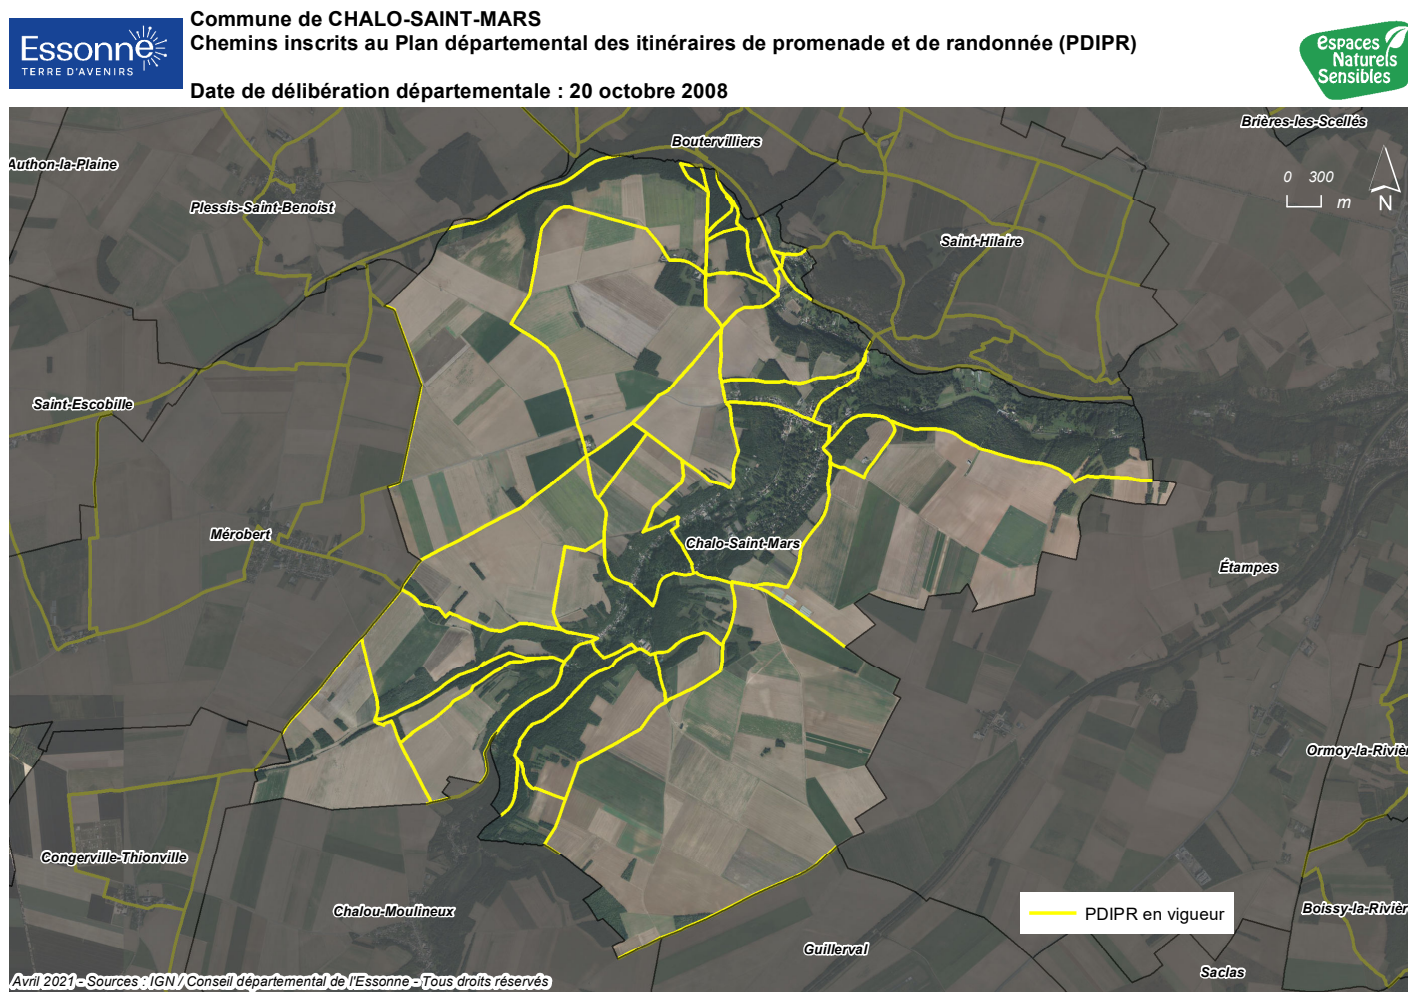 Essonne
TERRE D'AVENIRS
Commune de CHALO-SAINT-MARS
Chemins inscrits au Plan départemental des itinéraires de promenade et de randonnée (PDIPR)
Date de délibération départementale : 20 octobre 2008
espaces
Naturels
Sensibles
Brières-les-Scellés
Boutervilliers
Authon-la-Plaine
0 300
m
N
Plessis-Saint-Benoist
Saint-Hilaire
Saint-Escobille
Mérobert
Chalo-Saint-Mars
Étampes
Ormoy-la-Rivièr
Congerville-Thionville
Chalou-Moulineux
Boissy-la-Rivièr
PDIPR en vigueur
Guillerval
Saclas
Avril 2021 - Sources : IGN / Conseil départemental de l'Essonne - Tous droits réservés